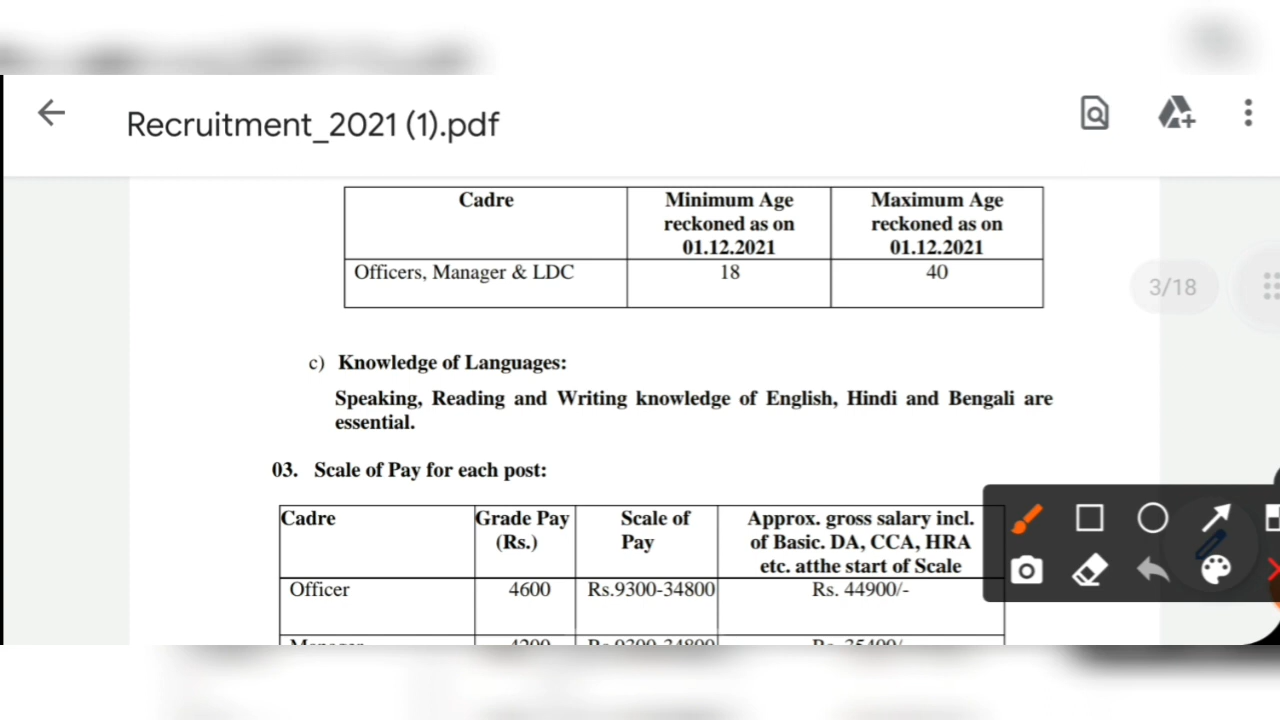 Recruitment_2021 (1).pdf
Cadre
Minimum Age
reckoned as on
01.12.2021
Maximum Age
reckoned as on
01.12.2021
Officers, Manager & LDC
18
40
3/18
c) Knowledge of Languages:
Speaking, Reading and Writing knowledge of English, Hindi and Bengali are
essential.
03. Scale of Pay for each post:
Cadre
Grade Pay
(Rs.)
Scale of
Pay
Approx. gross salary incl.
of Basic. DA, CCA, HRA
etc. atthe start of Scale
Officer
4600
Rs.9300-34800
Rs. 44900/-